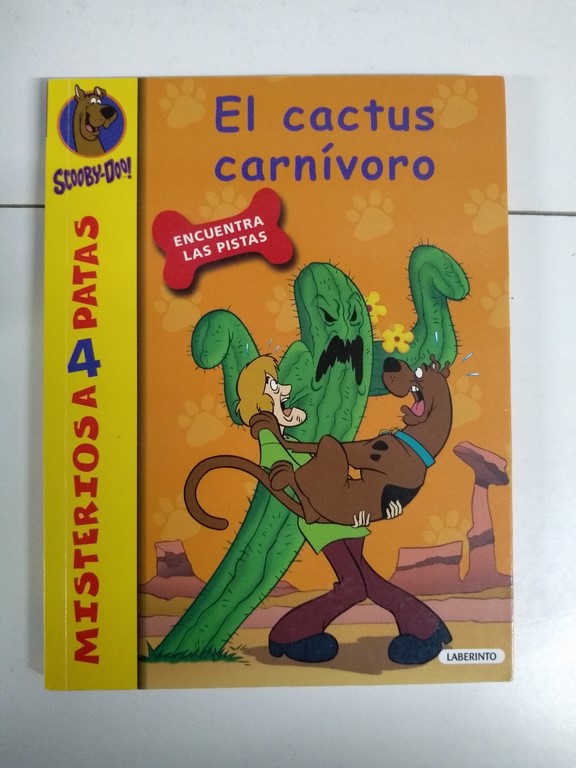 El cactus
carnívoro
SCOOBY-DOO!
ENCUENTRA
LAS PISTAS
MISTERIOS A 4 PATAS
LABERINTO